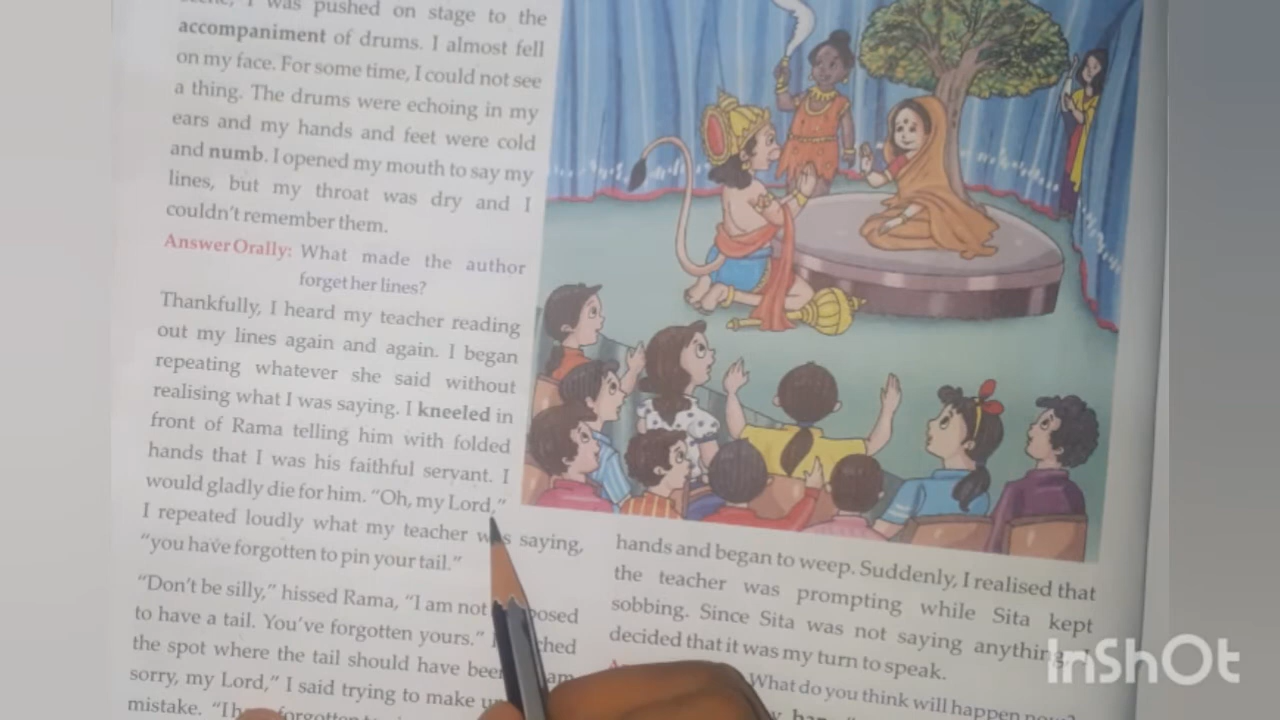 I was pushed on stage to the
accompaniment of drums. I almost fell
on my face. For some time, I could not see
a thing. The drums were echoing in my
ears and my hands and feet were cold
and numb. I opened my mouth to say my
lines, but my throat was dry and I
couldn't remember them.
Answer Orally: What made the author
forget her lines?
Thankfully, I heard my teacher reading
out my lines again and again. I began
repeating whatever she said without
realising what I was saying. I kneeled in
front of Rama telling him with folded
hands that I was his faithful servant. I
would gladly die for him. "Oh, my Lord,"
I repeated loudly what my teacher was saying,
"you have forgotten to pin your tail."
"Don't be silly," hissed Rama, "I am not
to have a tail. You've forgotten yours."
the spot where the tail should have been
sorry, my Lord," I said trying to make
mistake.
hands and began to weep. Suddenly, I realised that
the teacher was prompting while Sita kept
sobbing. Since Sita was not saying
decided that it was my turn to speak.
What do you think will happen now?
InShOt